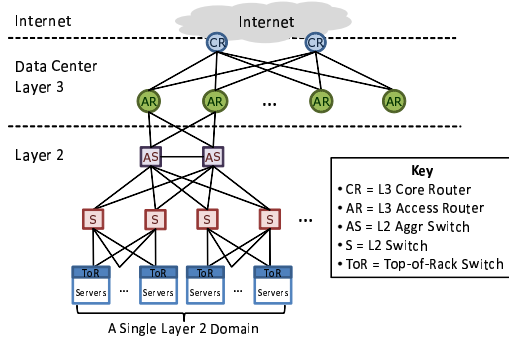 Internet
Internet
CR CR
Data Center
Layer 3
AR AR ... AR AR
Layer 2
AS AS
S S S S ...
ToR ToR ToR ToR
Servers ... Servers Servers ... Servers
A Single Layer 2 Domain
Key
• CR = L3 Core Router
• AR = L3 Access Router
• AS = L2 Aggr Switch
• S = L2 Switch
• ToR = Top-of-Rack Switch